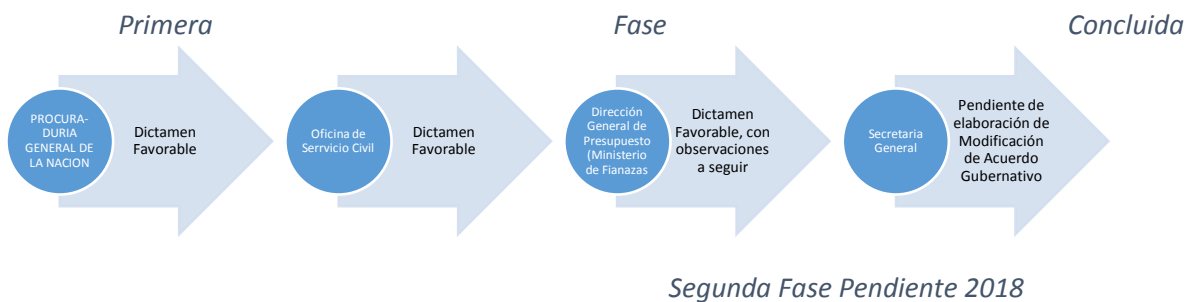 Primera Fase Concluida
PROCURA-
DURIA
GENERAL DE
LA NACION
Dictamen
Favorable
Oficina de
Serrvicio Civil
Dictamen
Favorable
Dirección
General de
Presupuesto
(Ministerio
de Fianazas
Dictamen
Favorable, con
observaciones
a seguir
Secretaria
General
Pendiente de
elaboración de
Modificación
de Acuerdo
Gubernativo
Segunda Fase Pendiente 2018